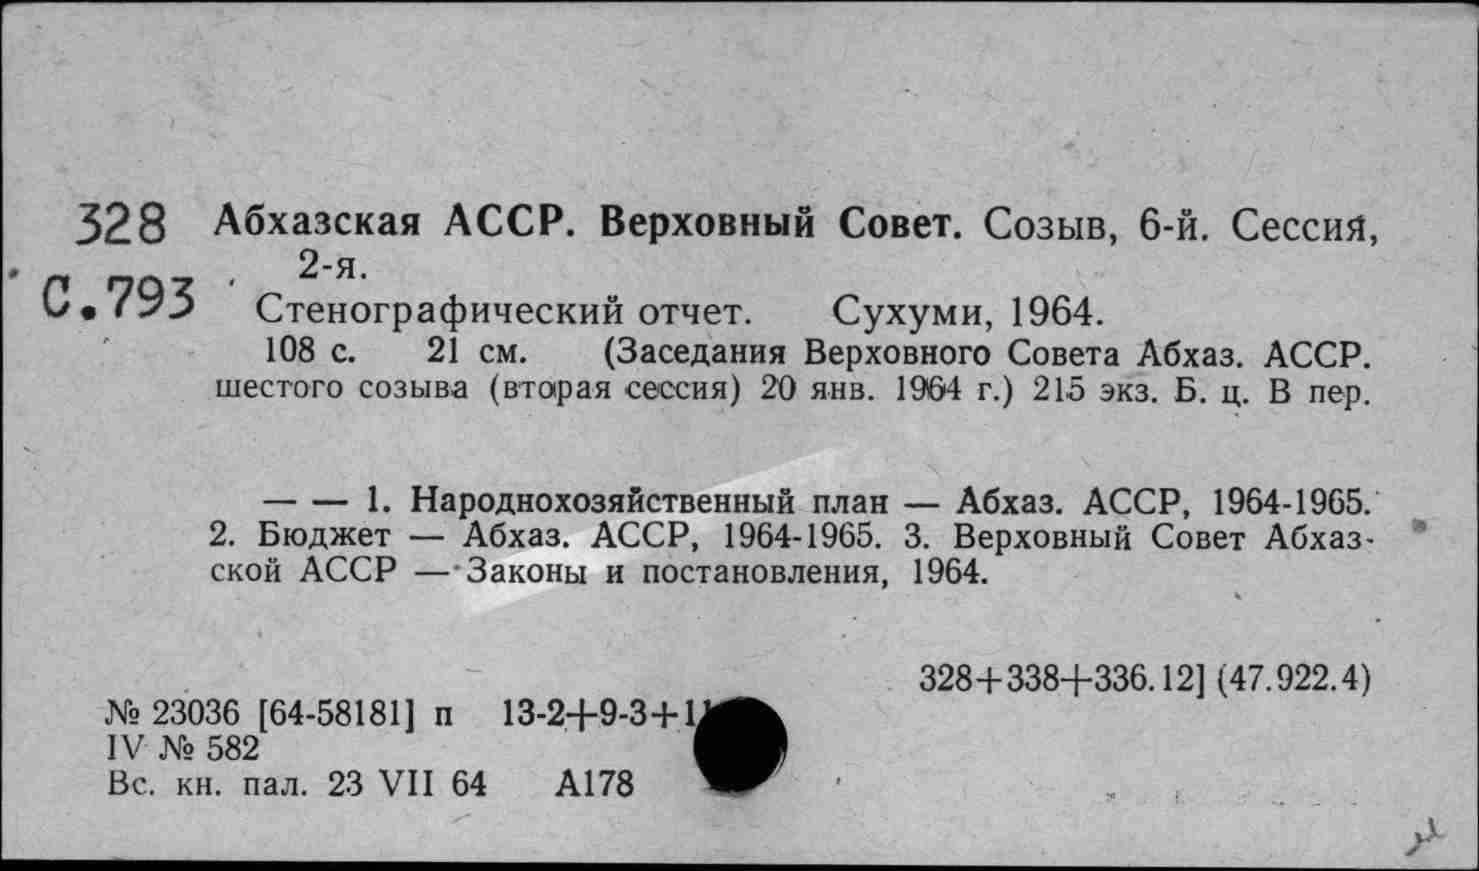 328 Абхазская АССР. Верховный Совет. Созыв, 6-й. Сессия,
2-я.
С.793 Стенографический отчет. Сухуми, 1964.
108 с. 21 см. (Заседания Верховного Совета Абхаз. АССР.
шестого созыва (вторая сессия) 20 янв. 1964 г.) 215 экз. Б. ц. В пер.
— — 1. Народнохозяйственный план — Абхаз. АССР, 1964-1965.
2. Бюджет — Абхаз. АССР, 1964-1965. 3. Верховный Совет Абхаз-
ской АССР — Законы и постановления, 1964.
328+338+336.12] (47.922.4)
№ 23036 [64-58181] п 13-2+9-3+1
IV № 582
Вс. кн. пал. 23 VII 64 А178